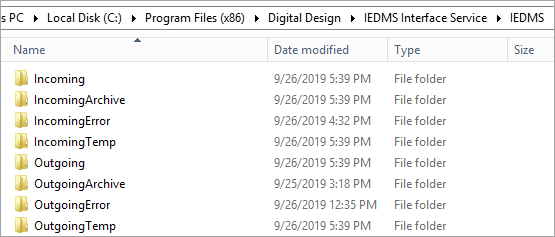 s PC › Local Disk (C:) › Program Files (x86) › Digital Design › IEDMS Interface Service › IEDMS
Name Date modified Type Size
Incoming 9/26/2019 5:39 PM File folder
IncomingArchive 9/26/2019 5:39 PM File folder
IncomingError 9/26/2019 4:32 PM File folder
IncomingTemp 9/26/2019 5:39 PM File folder
Outgoing 9/26/2019 5:39 PM File folder
OutgoingArchive 9/25/2019 3:18 PM File folder
OutgoingError 9/26/2019 12:35 PM File folder
OutgoingTemp 9/26/2019 5:39 PM File folder